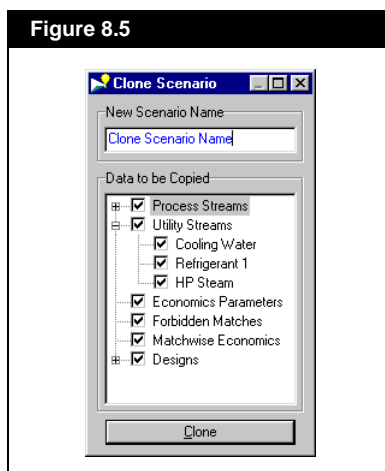 Figure 8.5
Clone Scenario
New Scenario Name
Clone Scenario Name
Data to be Copied
Process Streams
Utility Streams
Cooling Water
Refrigerant 1
HP Steam
Economics Parameters
Forbidden Matches
Matchwise Economics
Designs
Clone